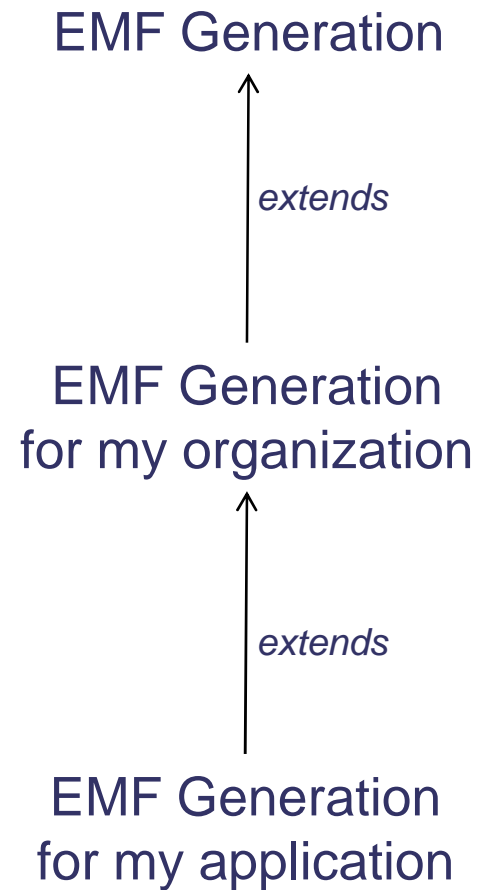 EMF Generation
extends
EMF Generation
for my organization
extends
EMF Generation
for my application